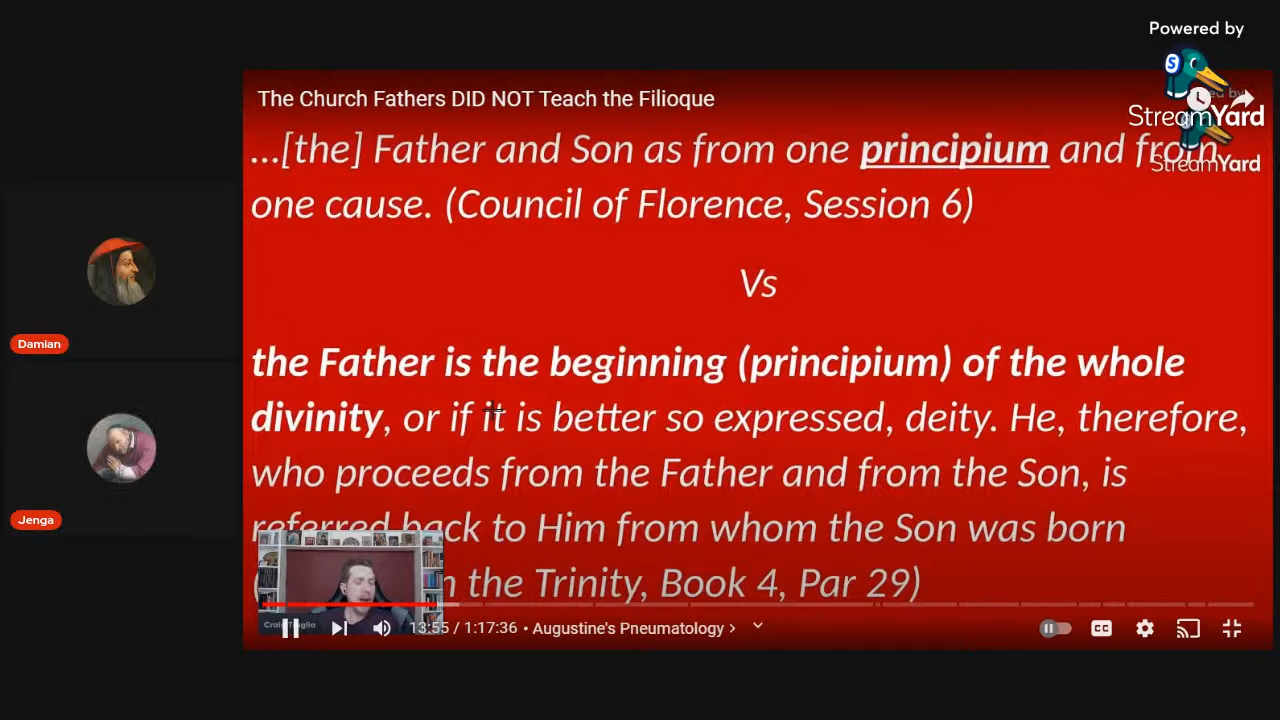 Powered by
StreamYard
StreamYard
The Church Fathers DID NOT Teach the Filioque
...[the] Father and Son as from one principium and from
one cause. (Council of Florence, Session 6)
Vs
the Father is the beginning (principium) of the whole
divinity, or if it is better so expressed, deity. He, therefore,
who proceeds from the Father and from the Son, is
referred back to Him from whom the Son was born
the Trinity, Book 4, Par 29)
Damian
Jenga
13:55 / 1:17:36 • Augustine's Pneumatology >
CC